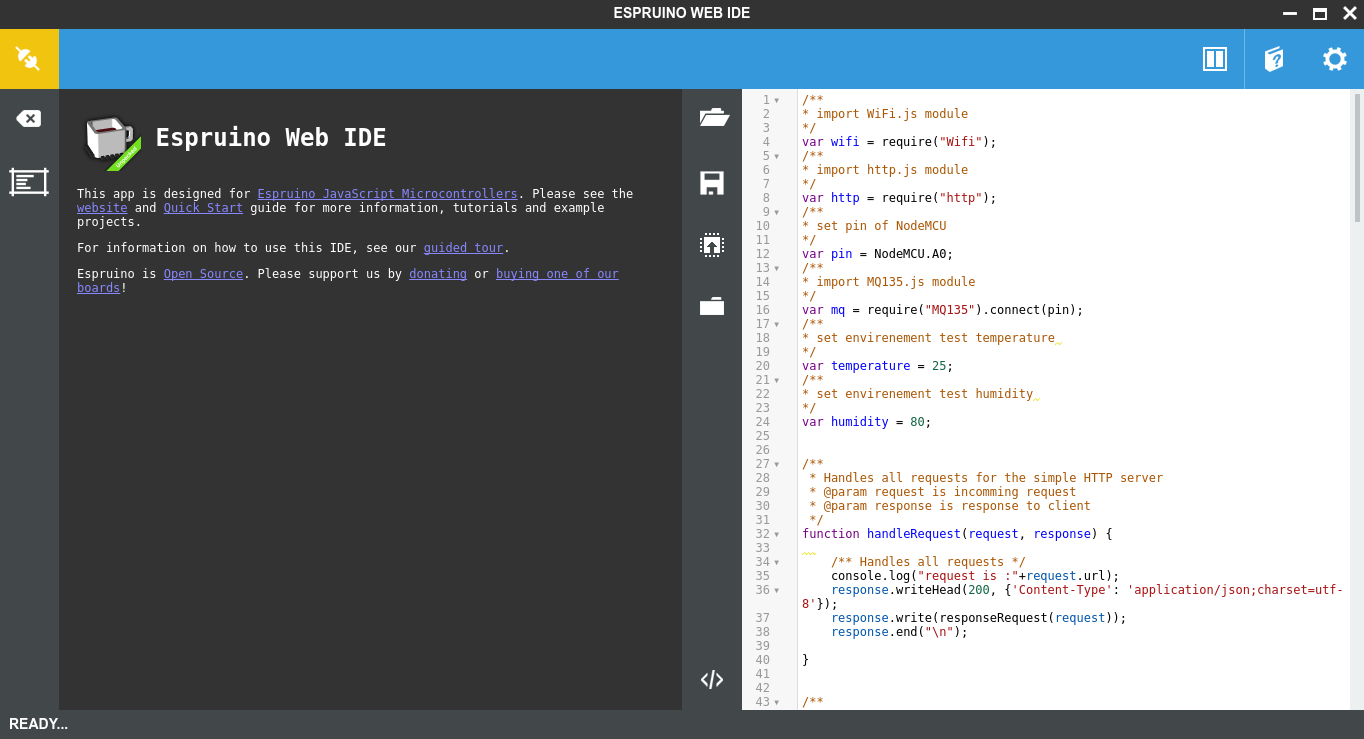 ESPRUINO WEB IDE
Espruino Web IDE
This app is designed for Espruino JavaScript Microcontrollers. Please see the
website and Quick Start guide for more information, tutorials and example
projects.
For information on how to use this IDE, see our guided tour.
Espruino is Open Source. Please support us by donating or buying one of our
boards!
1 /**
2 * import WiFi.js module
3 */
4 var wifi = require("Wifi");
5 /**
6 * import http.js module
7 */
8 var http = require("http");
9 /**
10 * set pin of NodeMCU
11 */
12 var pin = NodeMCU.A0;
13 /**
14 * import MQ135.js module
15 */
16 var mq = require("MQ135").connect(pin);
17 /**
18 * set envirenement test temperature
19 */
20 var temperature = 25;
21 /**
22 * set envirenement test humidity
23 */
24 var humidity = 80;
25
26
27 /**
28  * Handles all requests for the simple HTTP server
29  * @param request is incomming request
30  * @param response is response to client
31  */
32 function handleRequest(request, response) {
33
34     /** Handles all requests */
35     console.log("request is :"+request.url);
36     response.writeHead(200, {'Content-Type': 'application/json;charset=utf-
8'});
37     response.write(responseRequest(request));
38     response.end("\n");
39
40 }
41
42
43 /**
READY...